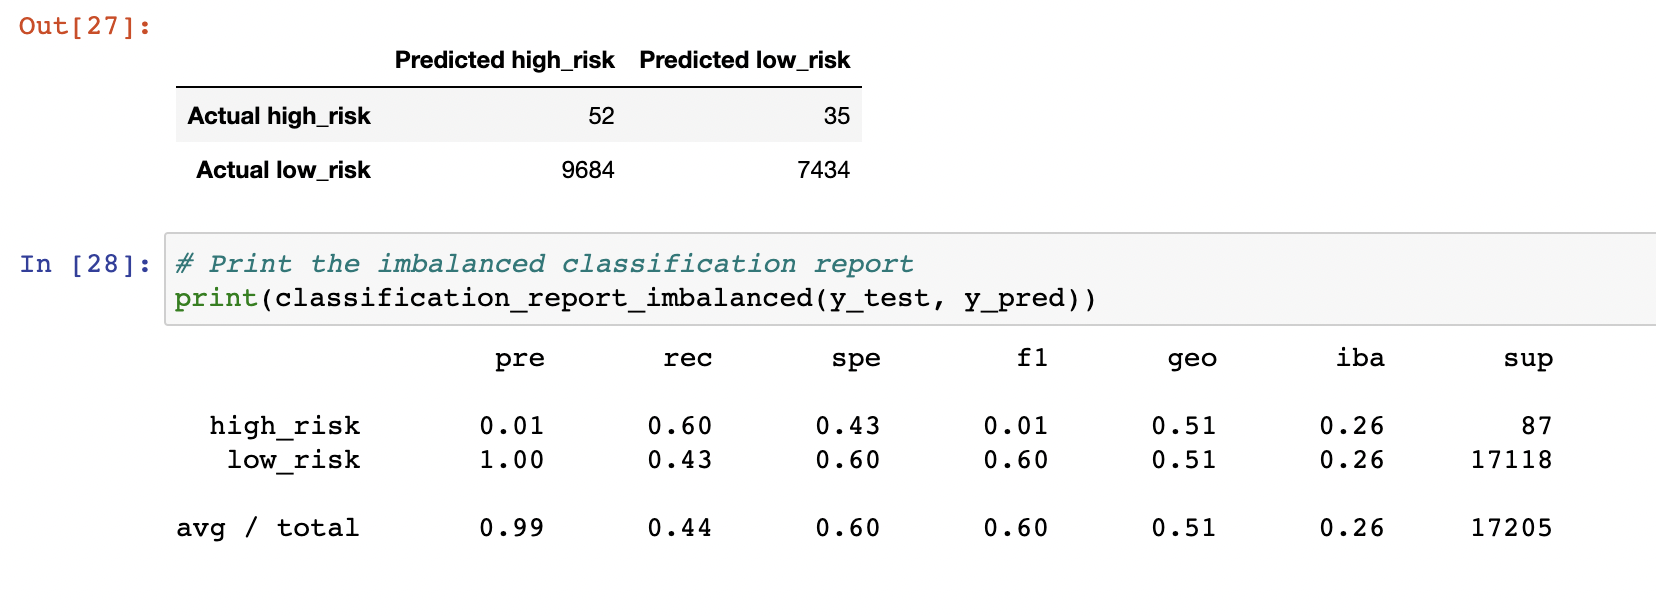 Out[27]:
Predicted high_risk Predicted low_risk
Actual high_risk 52 35
Actual low_risk 9684 7434
In [28]: # Print the imbalanced classification report
print(classification_report_imbalanced(y_test, y_pred))
pre rec spe f1 geo iba sup
high_risk 0.01 0.60 0.43 0.01 0.51 0.26 87
low_risk 1.00 0.43 0.60 0.60 0.51 0.26 17118
avg / total 0.99 0.44 0.60 0.60 0.51 0.26 17205